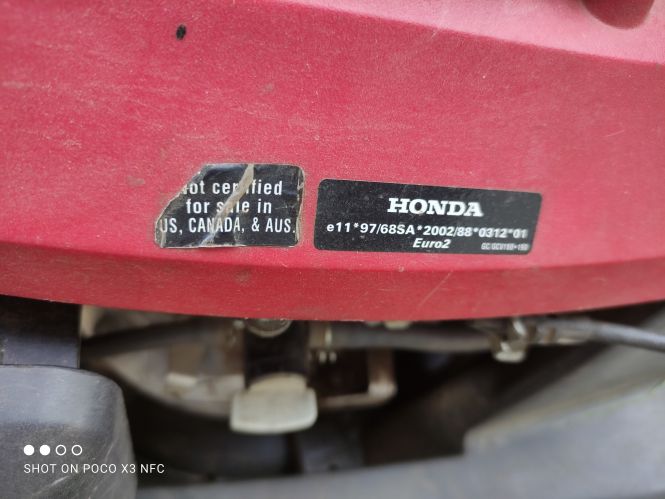 Not certified
for sale in
US, CANADA, & AUS.
HONDA
e11*97/68SA*2002/88*0312*01
Euro2
SHOT ON POCO X3 NFC